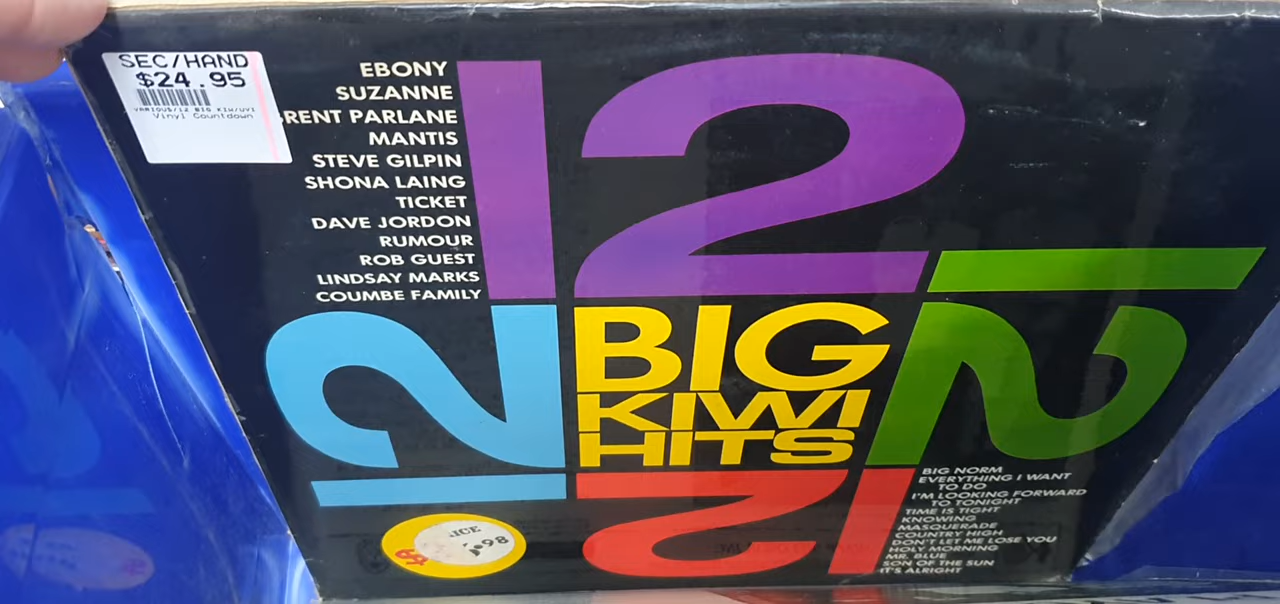 SEC/HAND
$24.95
VARIOUS/12 BIG KIW/UV1
Vinyl Countdown
EBONY
SUZANNE
RENT PARLANE
MANTIS
STEVE GILPIN
SHONA LAING
TICKET
DAVE JORDON
RUMOUR
ROB GUEST
LINDSAY MARKS
COUMBE FAMILY
12
12
12
BIG
KIWI
HITS
12
BIG NORM
EVERYTHING I WANT
TO DO
I'M LOOKING FORWARD
TO TONIGHT
TIME IS TIGHT
KNOWING
MASQUERADE
COUNTRY HIGH
DON'T LET ME LOSE YOU
HOLY MORNING
MR. BLUE
SON OF THE SUN
IT'S ALRIGHT
ICE
98